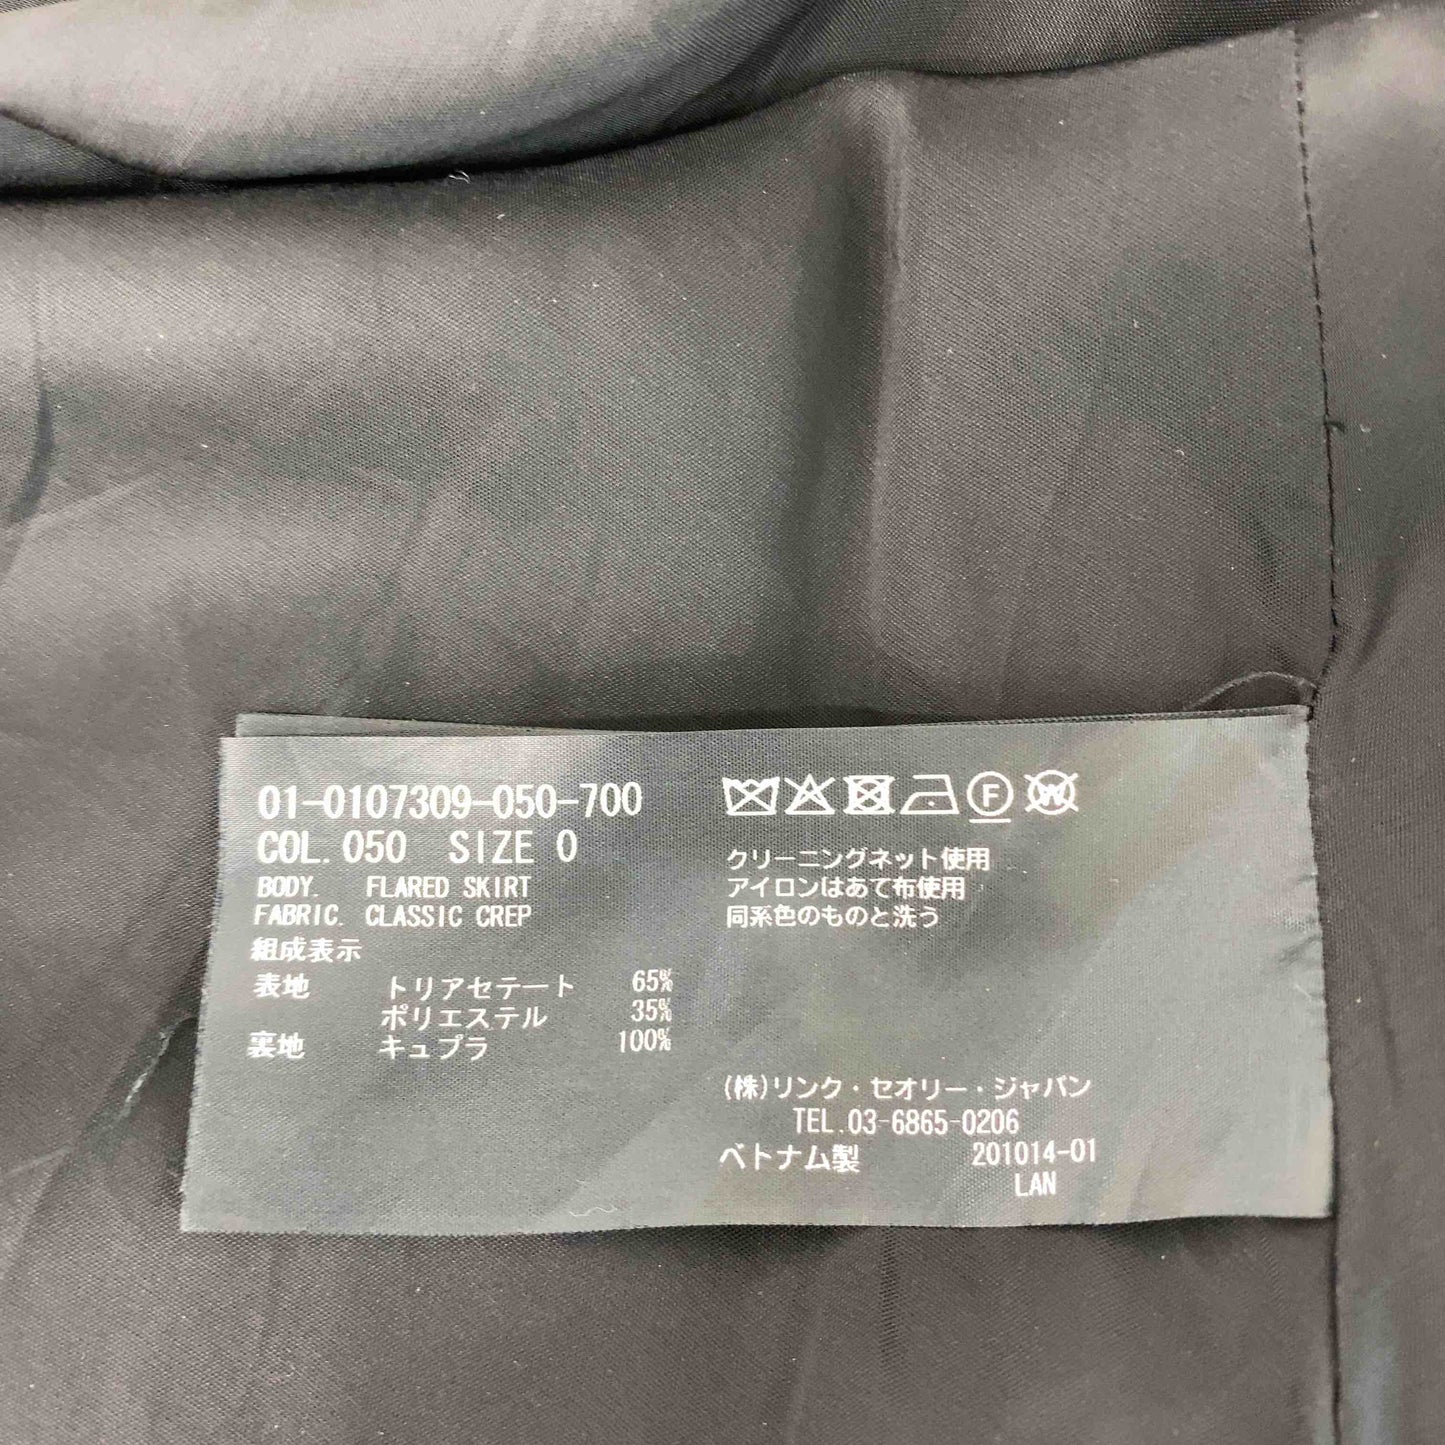 01-0107309-050-700
COL. 050 SIZE 0
BODY. FLARED SKIRT
FABRIC. CLASSIC CREP
組成表示
表地 トリアセテート 65%
ポリエステル 35%
裏地 キュプラ 100%
F W
クリーニングネット使用
アイロンはあて布使用
同系色のものと洗う
(株)リンク・セオリー・ジャパン
TEL.03-6865-0206
ベトナム製 201014-01
LAN